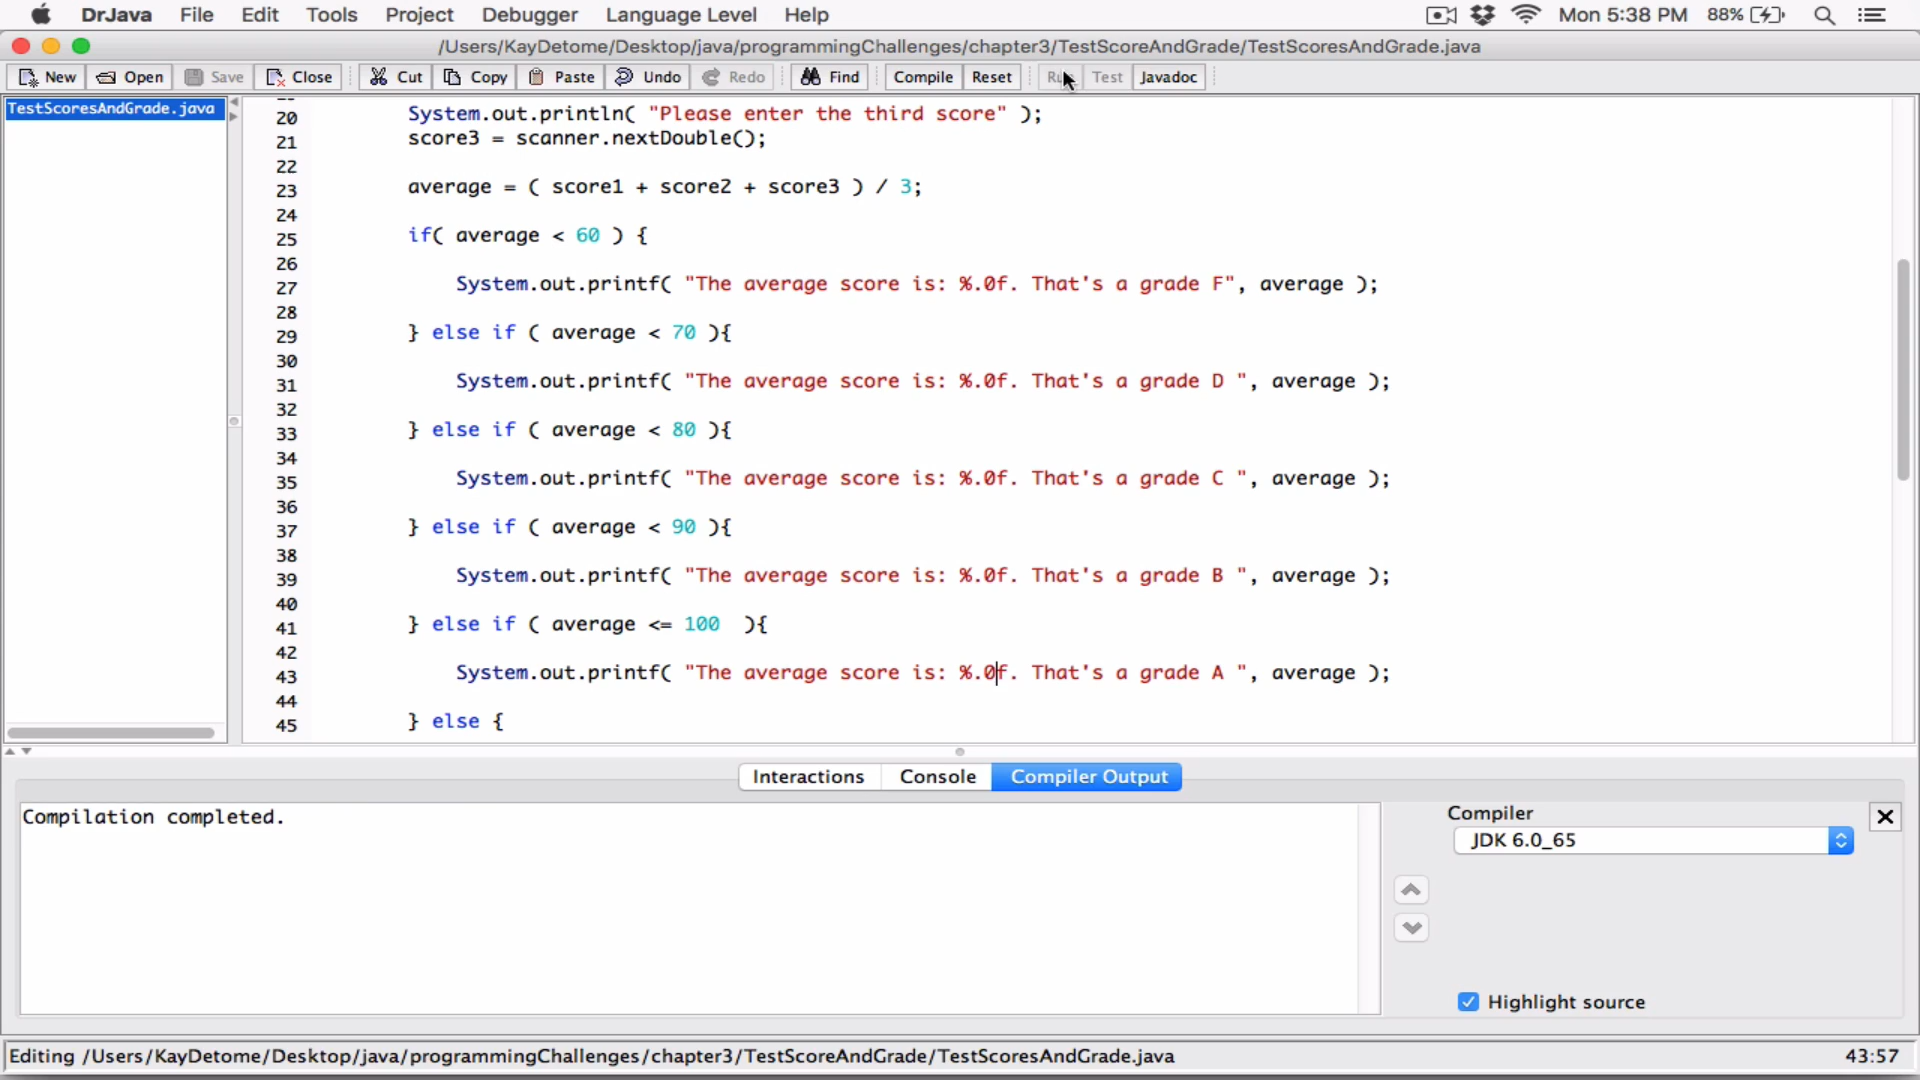 DrJava File Edit Tools Project Debugger Language Level Help Mon 5:38 PM 88%
/Users/KayDetome/Desktop/java/programmingChallenges/chapter3/TestScoreAndGrade/TestScoresAndGrade.java
New Open Save Close Cut Copy Paste Undo Redo Find Compile Reset Test Javadoc
TestScoresAndGrade.java
20 System.out.println( "Please enter the third score" );
21 score3 = scanner.nextDouble();
22
23 average = ( score1 + score2 + score3 ) / 3;
24
25 if( average < 60 ) {
26
27 System.out.printf( "The average score is: %.0f. That's a grade F", average );
28
29 } else if ( average < 70 ){
30
31 System.out.printf( "The average score is: %.0f. That's a grade D ", average );
32
33 } else if ( average < 80 ){
34
35 System.out.printf( "The average score is: %.0f. That's a grade C ", average );
36
37 } else if ( average < 90 ){
38
39 System.out.printf( "The average score is: %.0f. That's a grade B ", average );
40
41 } else if ( average <= 100  ){
42
43 System.out.printf( "The average score is: %.0f. That's a grade A ", average );
44
45 } else {
Interactions Console Compiler Output
Compilation completed.
Compiler
JDK 6.0_65
Highlight source
Editing /Users/KayDetome/Desktop/java/programmingChallenges/chapter3/TestScoreAndGrade/TestScoresAndGrade.java 43:57